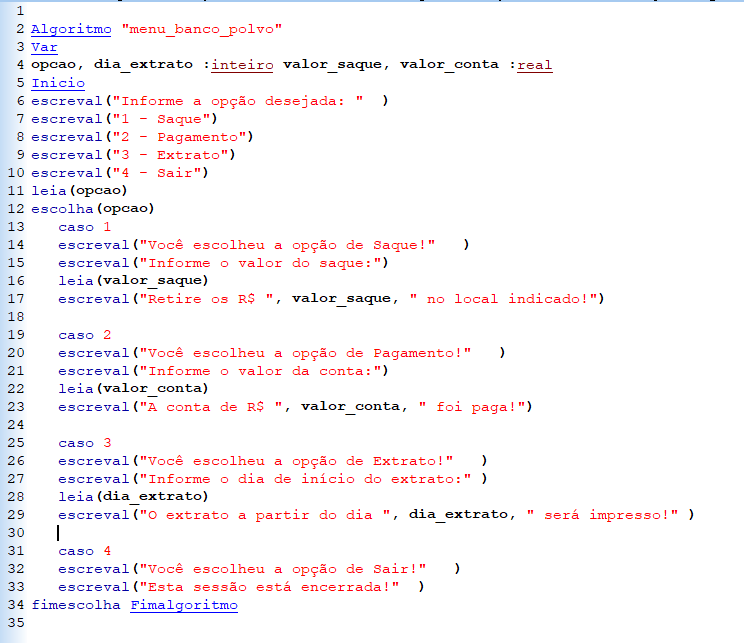 1
2 Algoritmo "menu_banco_polvo"
3 Var
4 opcao, dia_extrato :inteiro valor_saque, valor_conta :real
5 Inicio
6 escreval("Informe a opção desejada: "  )
7 escreval("1 - Saque")
8 escreval("2 - Pagamento")
9 escreval("3 - Extrato")
10 escreval("4 - Sair")
11 leia(opcao)
12 escolha(opcao)
13    caso 1
14    escreval("Você escolheu a opção de Saque!"   )
15    escreval("Informe o valor do saque:")
16    leia(valor_saque)
17    escreval("Retire os R$ ", valor_saque, " no local indicado!")
18
19    caso 2
20    escreval("Você escolheu a opção de Pagamento!"   )
21    escreval("Informe o valor da conta:")
22    leia(valor_conta)
23    escreval("A conta de R$ ", valor_conta, " foi paga!")
24
25    caso 3
26    escreval("Você escolheu a opção de Extrato!"   )
27    escreval("Informe o dia de início do extrato:" )
28    leia(dia_extrato)
29    escreval("O extrato a partir do dia ", dia_extrato, " será impresso!" )
30
31    caso 4
32    escreval("Você escolheu a opção de Sair!"   )
33    escreval("Esta sessão está encerrada!"  )
34 fimescolha Fimalgoritmo
35